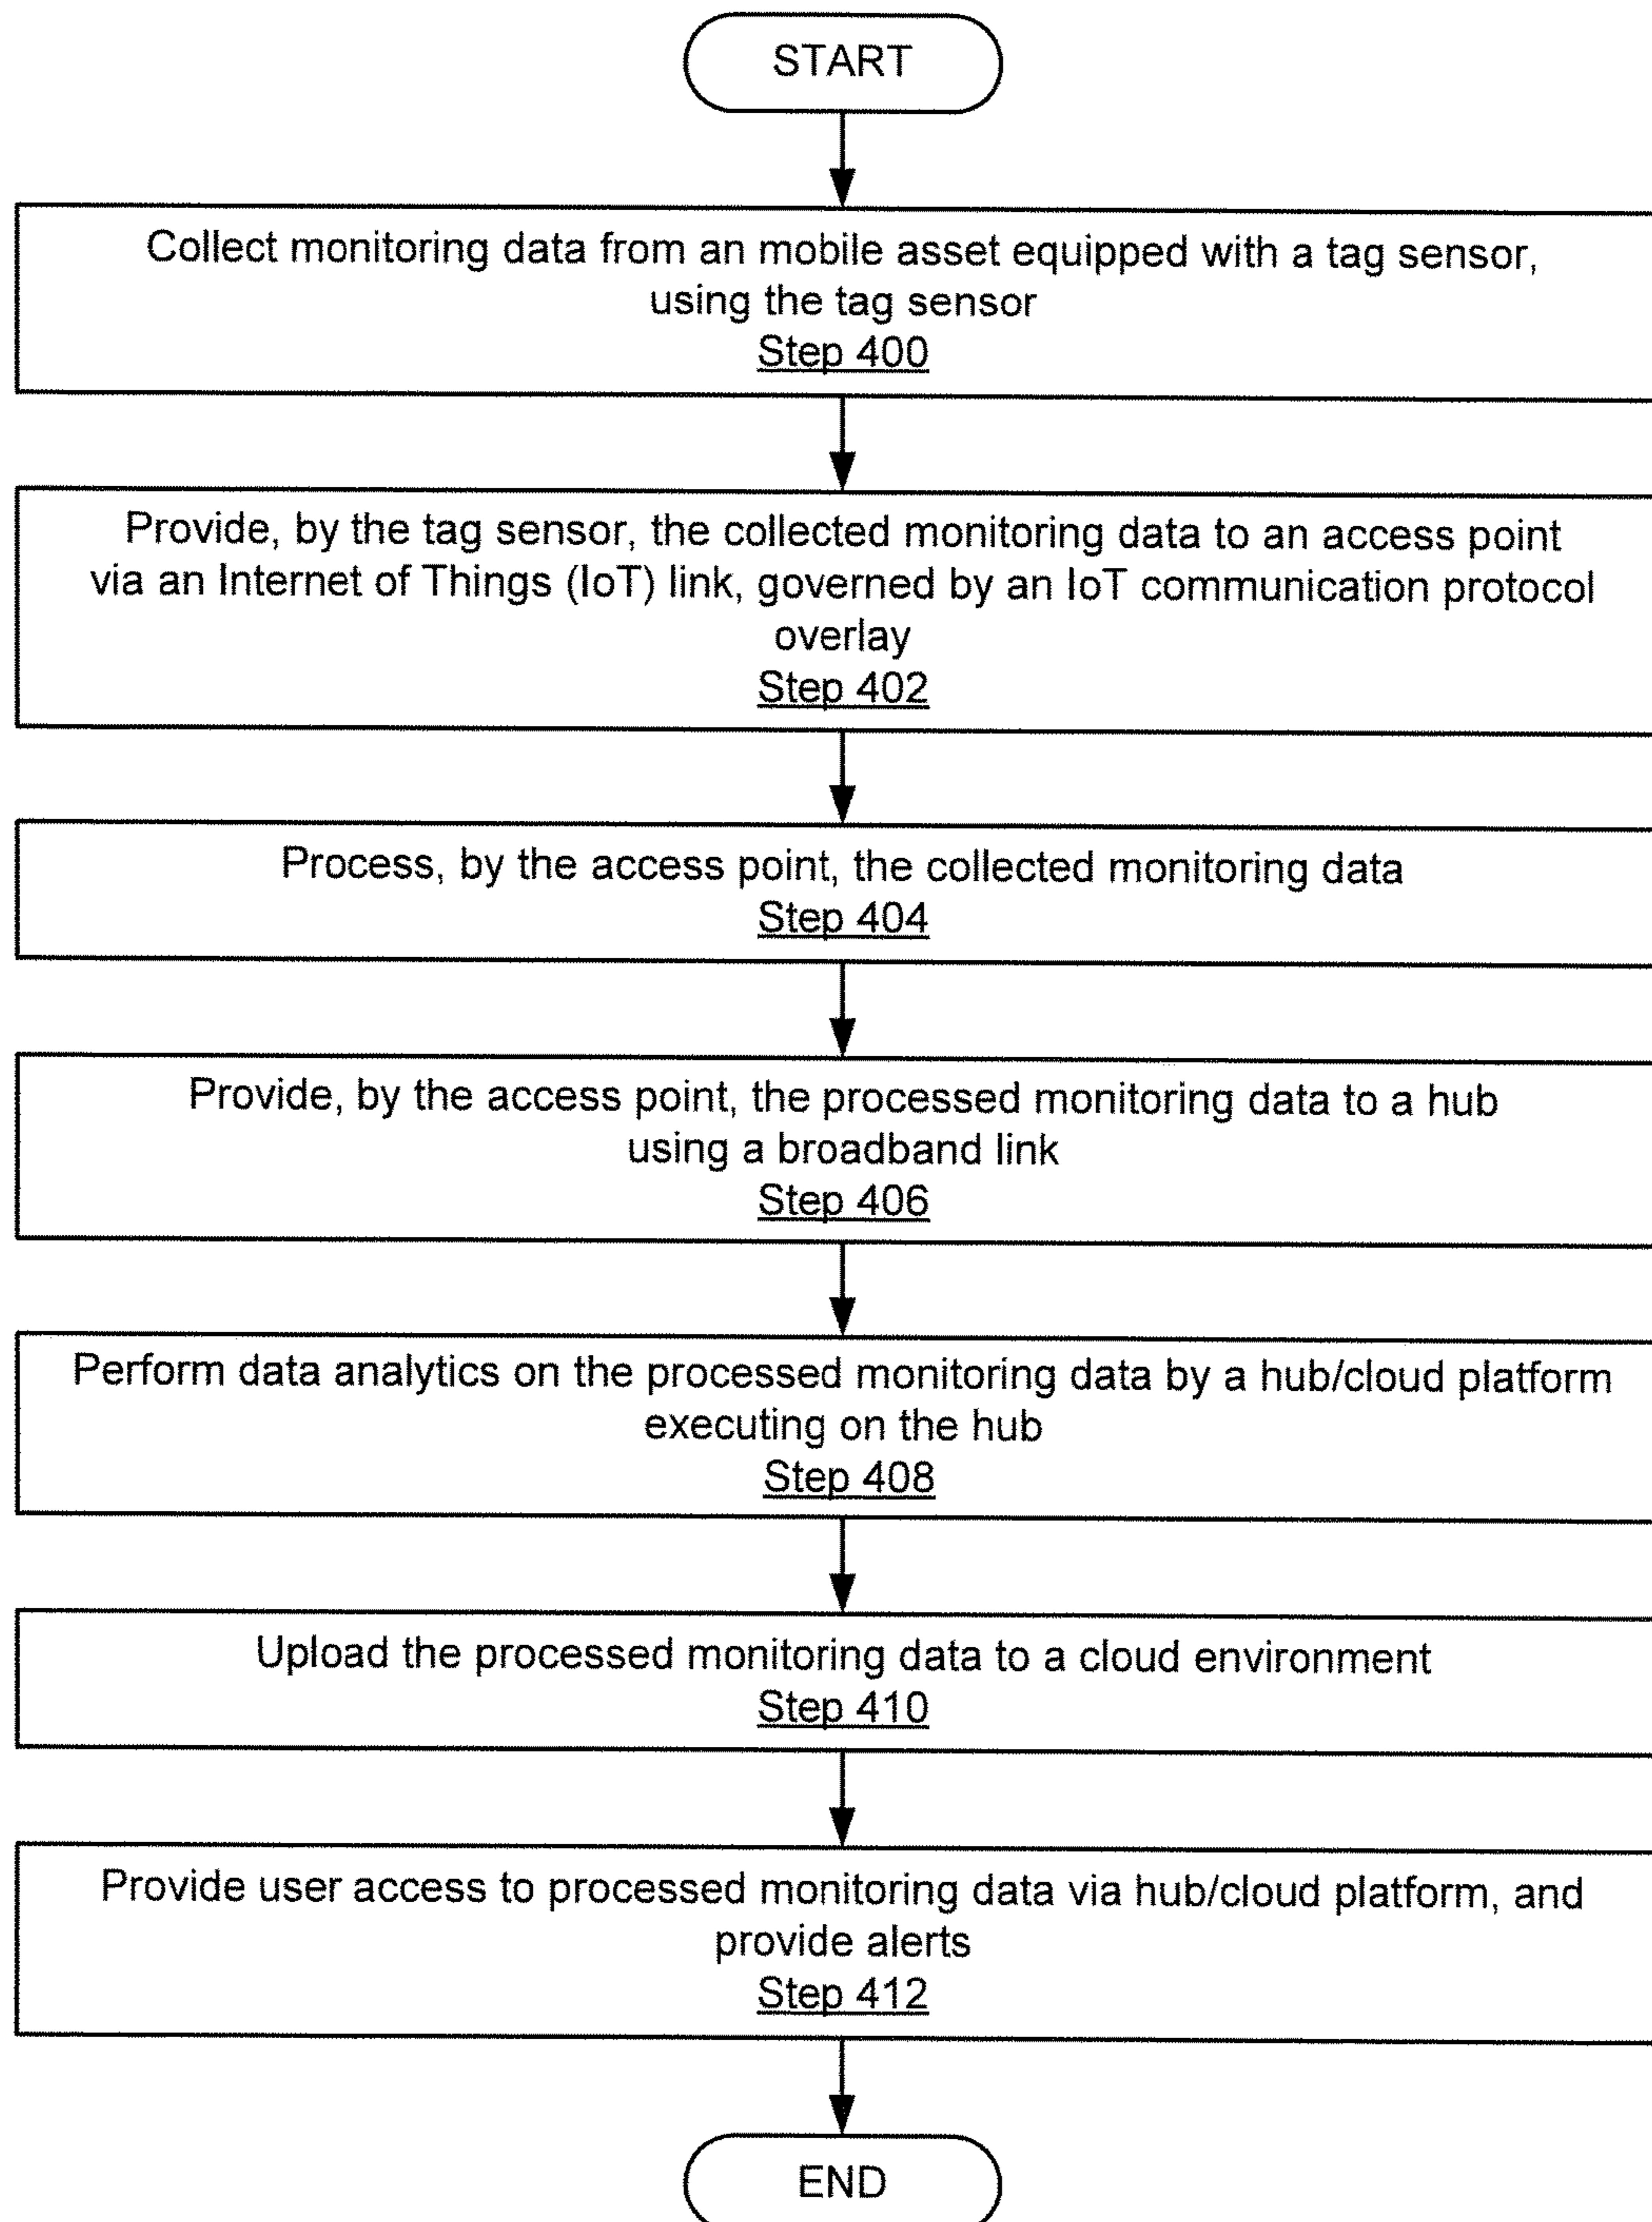 START
Collect monitoring data from an mobile asset equipped with a tag sensor,
using the tag sensor
Step 400
Provide, by the tag sensor, the collected monitoring data to an access point
via an Internet of Things (IoT) link, governed by an IoT communication protocol
overlay
Step 402
Process, by the access point, the collected monitoring data
Step 404
Provide, by the access point, the processed monitoring data to a hub
using a broadband link
Step 406
Perform data analytics on the processed monitoring data by a hub/cloud platform
executing on the hub
Step 408
Upload the processed monitoring data to a cloud environment
Step 410
Provide user access to processed monitoring data via hub/cloud platform, and
provide alerts
Step 412
END